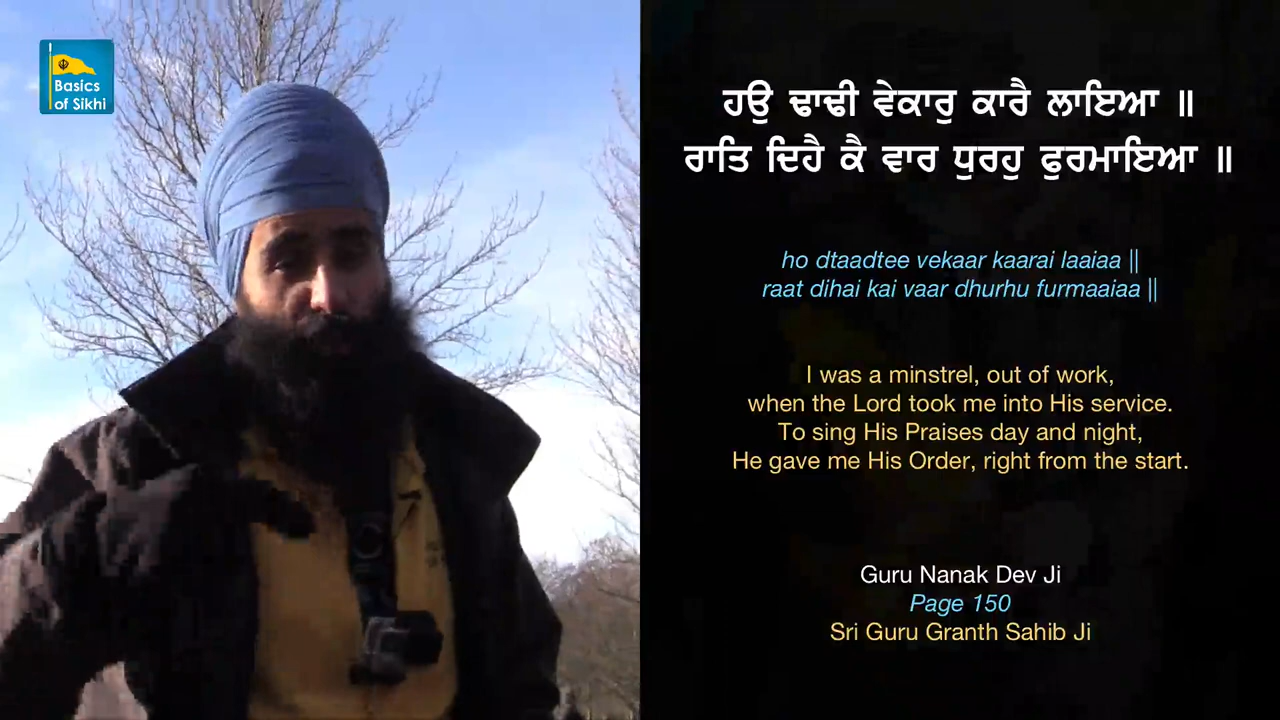 Basics
of Sikhi
ਹਉ ਢਾਢੀ ਵੇਕਾਰੁ ਕਾਰੈ ਲਾਇਆ ॥
ਰਾਤਿ ਦਿਹੈ ਕੈ ਵਾਰ ਧੁਰਹੁ ਫੁਰਮਾਇਆ ॥
ho dtaadtee vekaar kaarai laaiaa ||
raat dihai kai vaar dhurhu furmaaiaa ||
I was a minstrel, out of work,
when the Lord took me into His service.
To sing His Praises day and night,
He gave me His Order, right from the start.
Guru Nanak Dev Ji
Page 150
Sri Guru Granth Sahib Ji